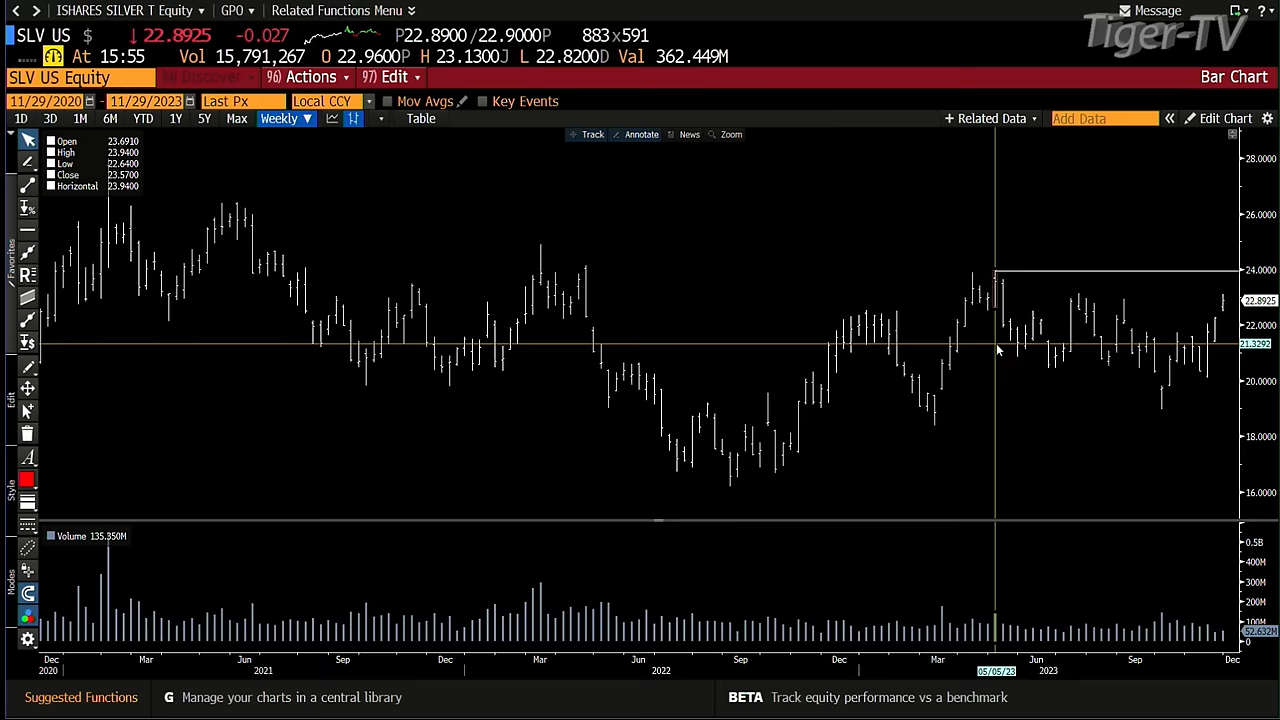 ISHARES SILVER T Equity GPO Related Functions Menu Message
Tiger-TV
SLV US $ ↓22.8925 -0.027 P22.8900/22.9000P 883x591
At 15:55 Vol 15,791,267 O 22.9600P H 23.1300J L 22.8200D Val 362.449M
SLV US Equity 96) Actions 97) Edit Bar Chart
11/29/2020 - 11/29/2023 Last Px Local CCY Mov Avgs Key Events
1D 3D 1M 6M YTD 1Y 5Y Max Weekly ▼ Table + Related Data Add Data « Edit Chart
Track Annotate News Zoom
Open 23.6910
High 23.9400
Low 22.6400
Close 23.5700
Horizontal 23.9400
28.0000
26.0000
24.0000
22.8925
22.0000
21.3292
20.0000
18.0000
16.0000
Favorites
Edit
Style
Modes
Volume 135.350M
0.5B
400M
300M
200M
100M
52.632M
0
Dec Mar Jun Sep Dec Mar Jun Sep Dec Mar Jun Sep Dec
2020 2021 2022 05/05/23 2023
Suggested Functions G Manage your charts in a central library BETA Track equity performance vs a benchmark